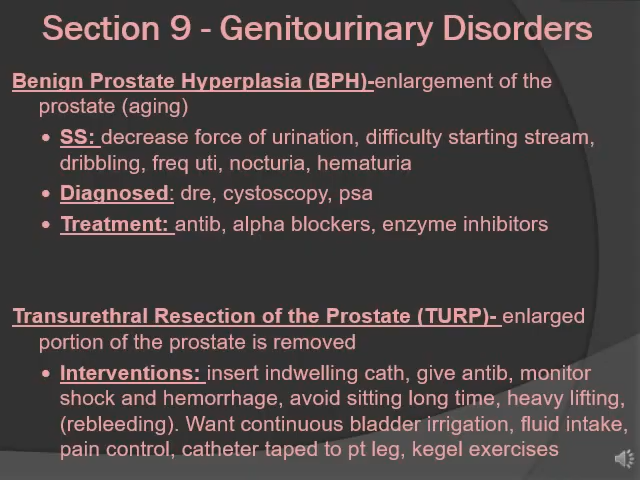 Section 9 - Genitourinary Disorders
Benign Prostate Hyperplasia (BPH)-enlargement of the
prostate (aging)
• SS: decrease force of urination, difficulty starting stream,
dribbling, freq uti, nocturia, hematuria
• Diagnosed: dre, cystoscopy, psa
• Treatment: antib, alpha blockers, enzyme inhibitors
Transurethral Resection of the Prostate (TURP)- enlarged
portion of the prostate is removed
• Interventions: insert indwelling cath, give antib, monitor
shock and hemorrhage, avoid sitting long time, heavy lifting,
(rebleeding). Want continuous bladder irrigation, fluid intake,
pain control, catheter taped to pt leg, kegel exercises